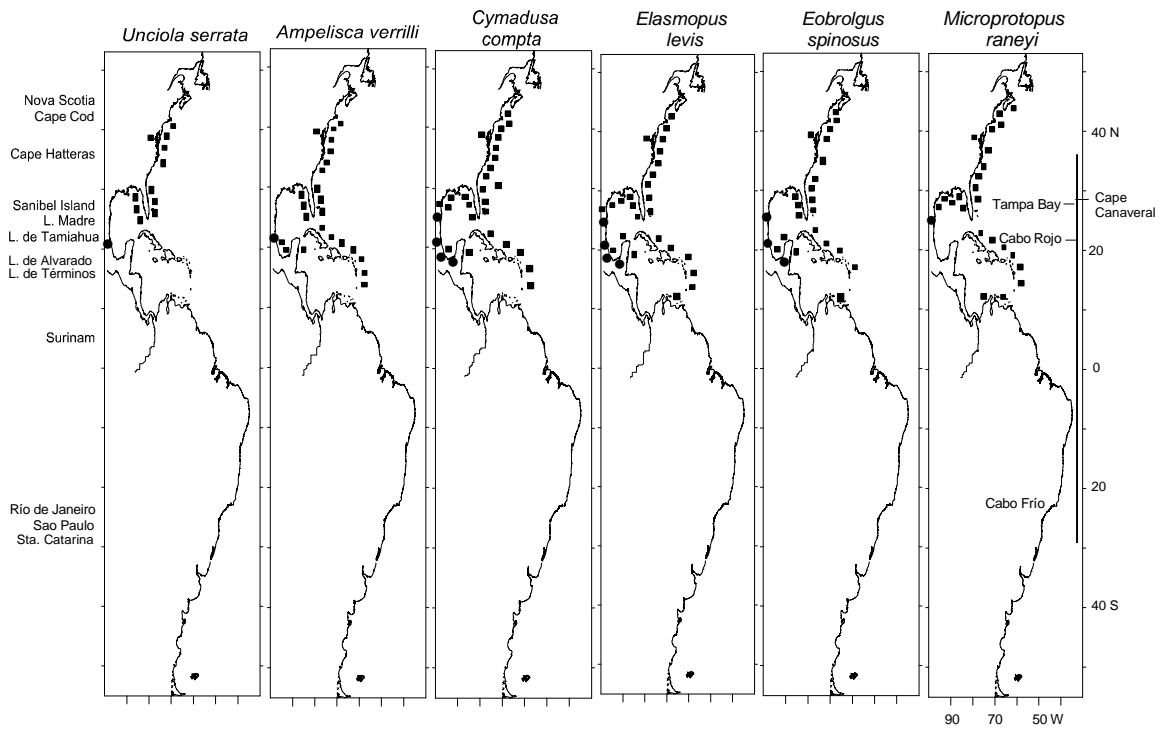 Unciola serrata
Ampelisca verrilli
Cymadusa
compta
Elasmopus
levis
Eobrolgus
spinosus
Microprotopus
raneyi
Nova Scotia
Cape Cod
Cape Hatteras
Sanibel Island
L. Madre
L. de Tamiahua
L. de Alvarado
L. de Términos
Surinam
Río de Janeiro
Sao Paulo
Sta. Catarina
Tampa Bay
Cabo Rojo
Cabo Frío
40 N
Cape
Canaveral
20
0
20
40 S
90 70 50 W